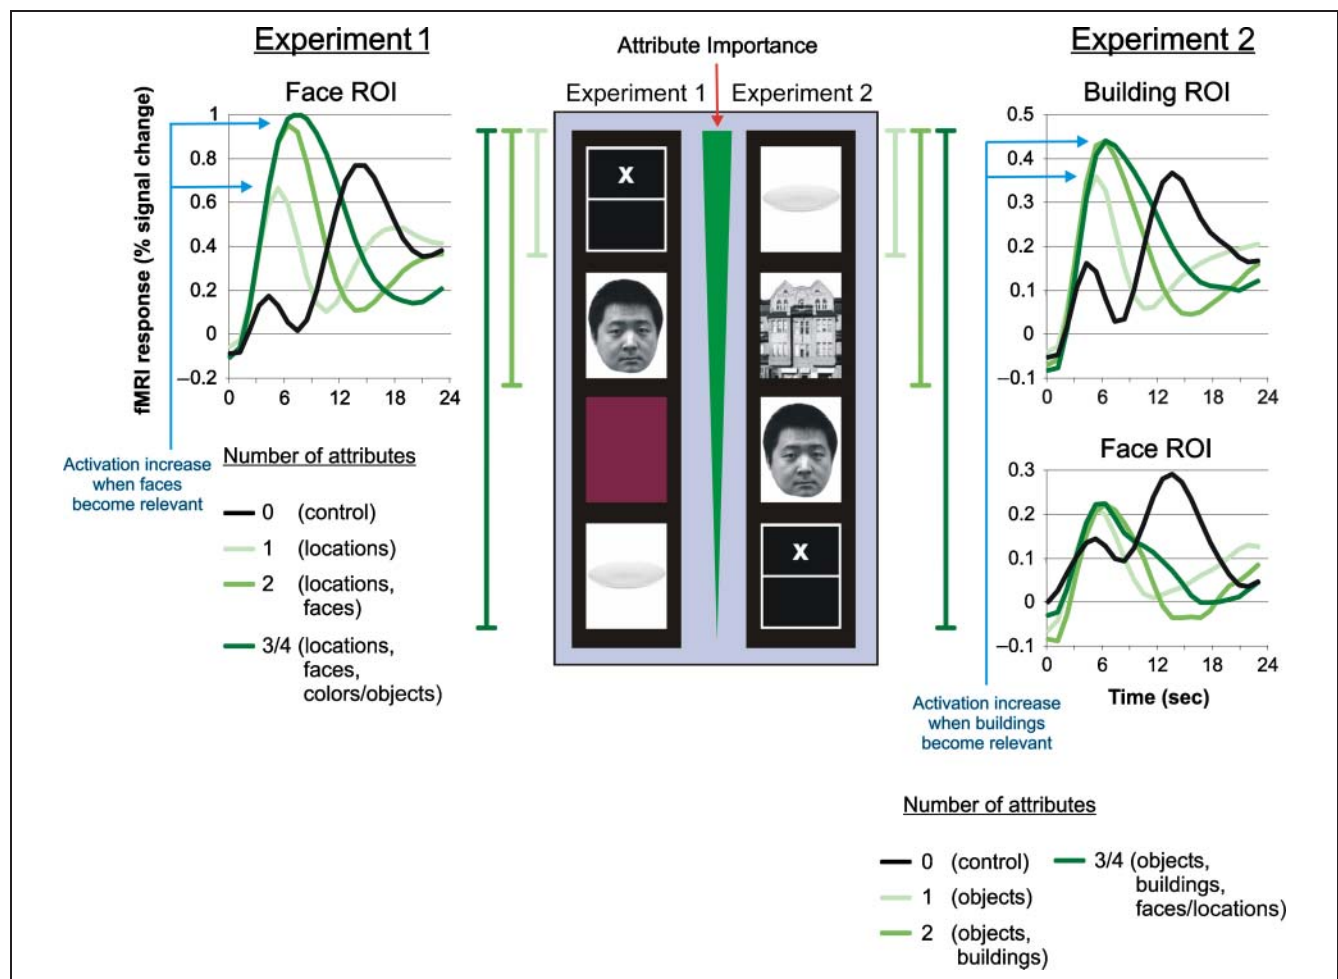 Experiment 1
Attribute Importance
Experiment 2
Face ROI
Experiment 1
Experiment 2
Building ROI
fMRI response (% signal change)
1
0.8
0.6
0.4
0.2
0
–0.2
0
6
12
18
24
X
0.5
0.4
0.3
0.2
0.1
0
–0.1
0
6
12
18
24
Activation increase
when faces
become relevant
Number of attributes
0 (control)
1 (locations)
2 (locations,
faces)
3/4 (locations,
faces,
colors/objects)
X
Face ROI
0.3
0.2
0.1
0
–0.1
0
6
12
18
24
Time (sec)
Activation increase
when buildings
become relevant
Number of attributes
0 (control)
1 (objects)
2 (objects,
buildings)
3/4 (objects,
buildings,
faces/locations)